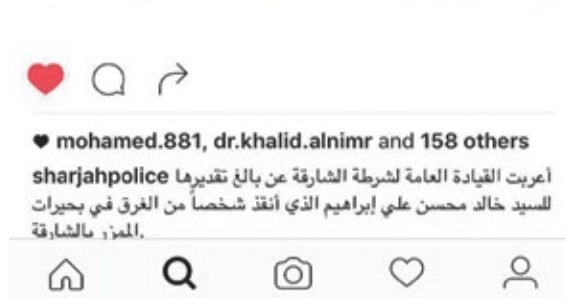 mohamed.881, dr.khalid.alnimr and 158 others
sharjahpolice أعربت القيادة العامة لشرطة الشارقة عن بالغ تقديرها
للسيد خالد محسن علي إبراهيم الذي أنقذ شخصاً من الغرق في بحيرات
الممزر بالشارقة.